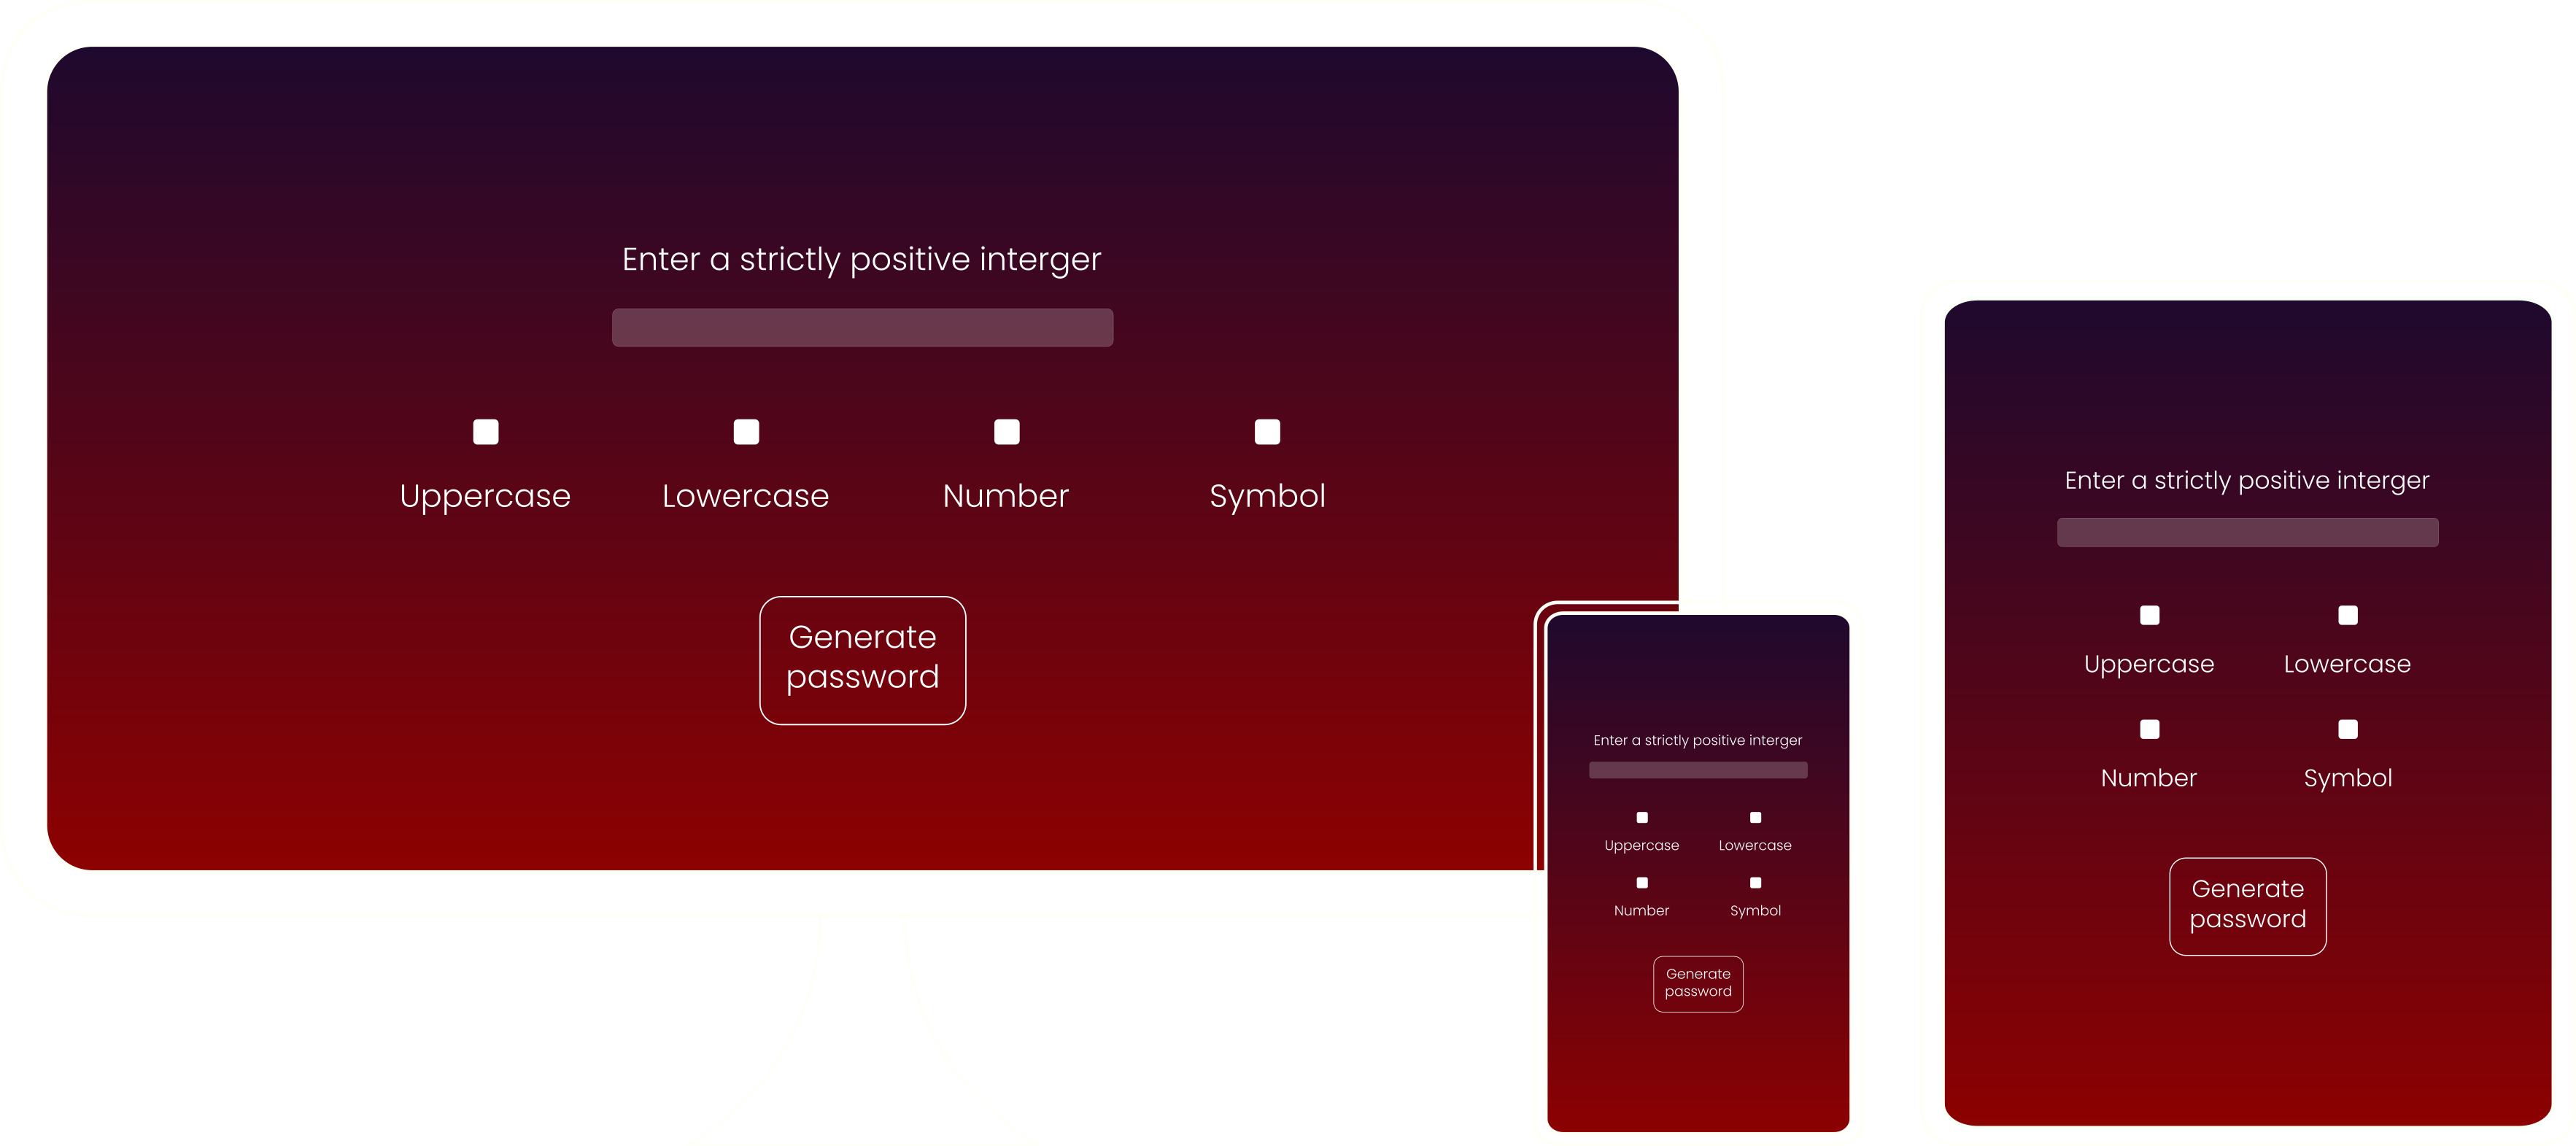 Enter a strictly positive interger
Uppercase Lowercase Number Symbol
Generate
password
Enter a strictly positive interger
Uppercase Lowercase
Number Symbol
Generate
password
Enter a strictly positive interger
Uppercase Lowercase
Number Symbol
Generate
password